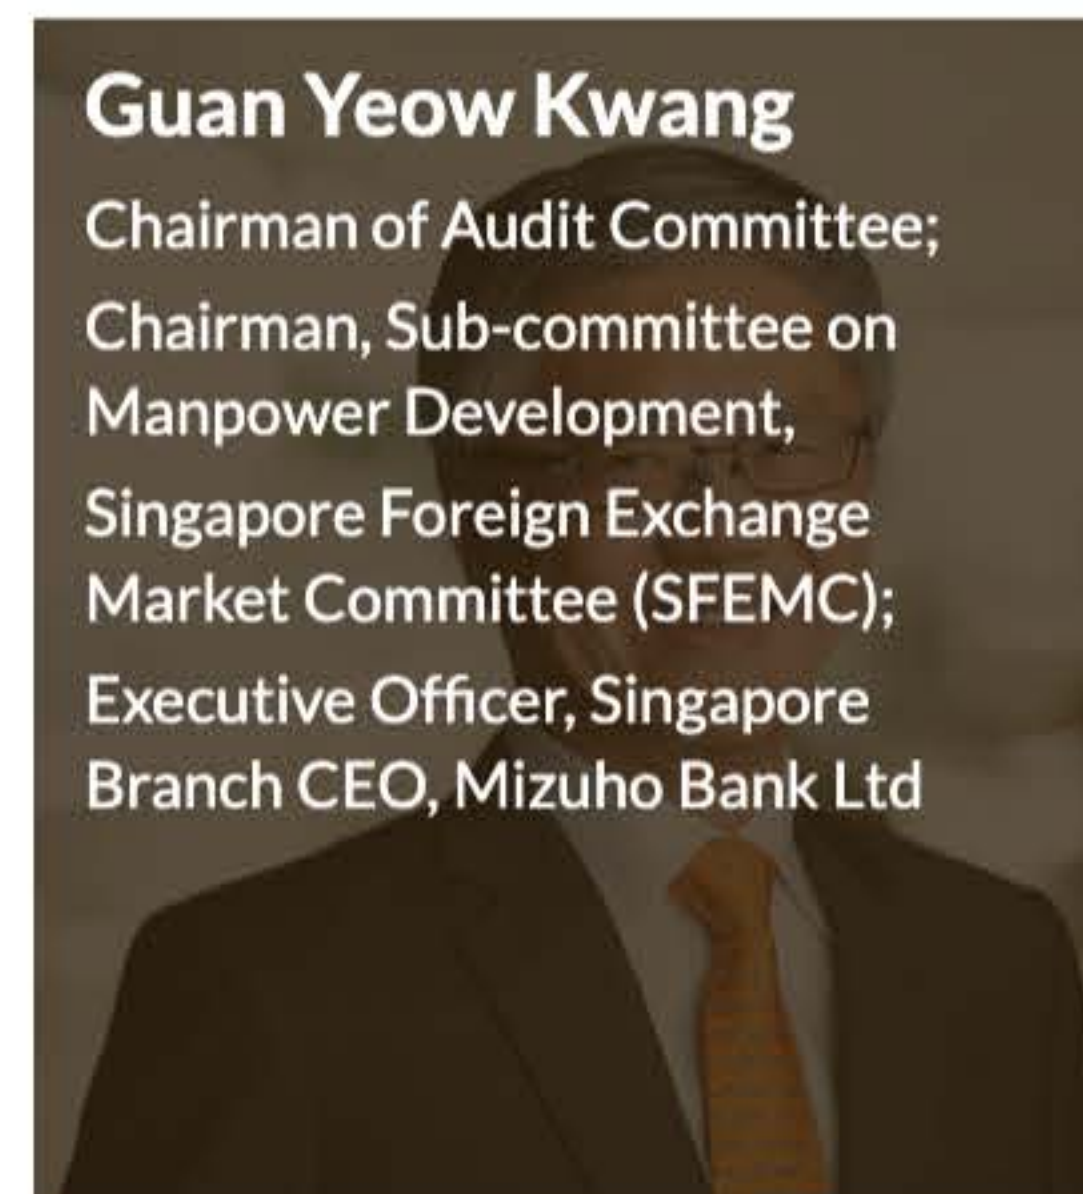 Guan Yeow Kwang
Chairman of Audit Committee;
Chairman, Sub-committee on
Manpower Development,
Singapore Foreign Exchange
Market Committee (SFEMC);
Executive Officer, Singapore
Branch CEO, Mizuho Bank Ltd